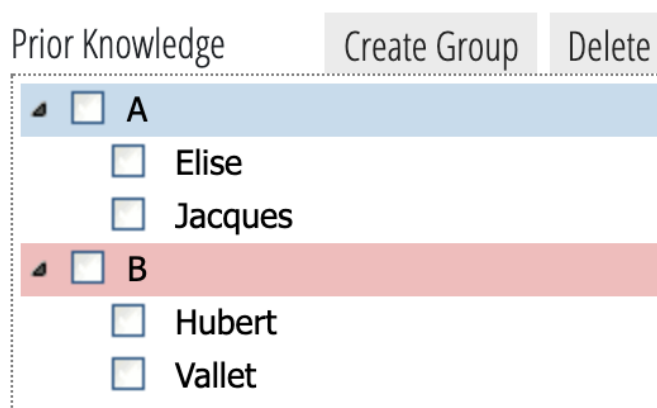 Prior Knowledge Create Group Delete
A
Elise
Jacques
B
Hubert
Vallet